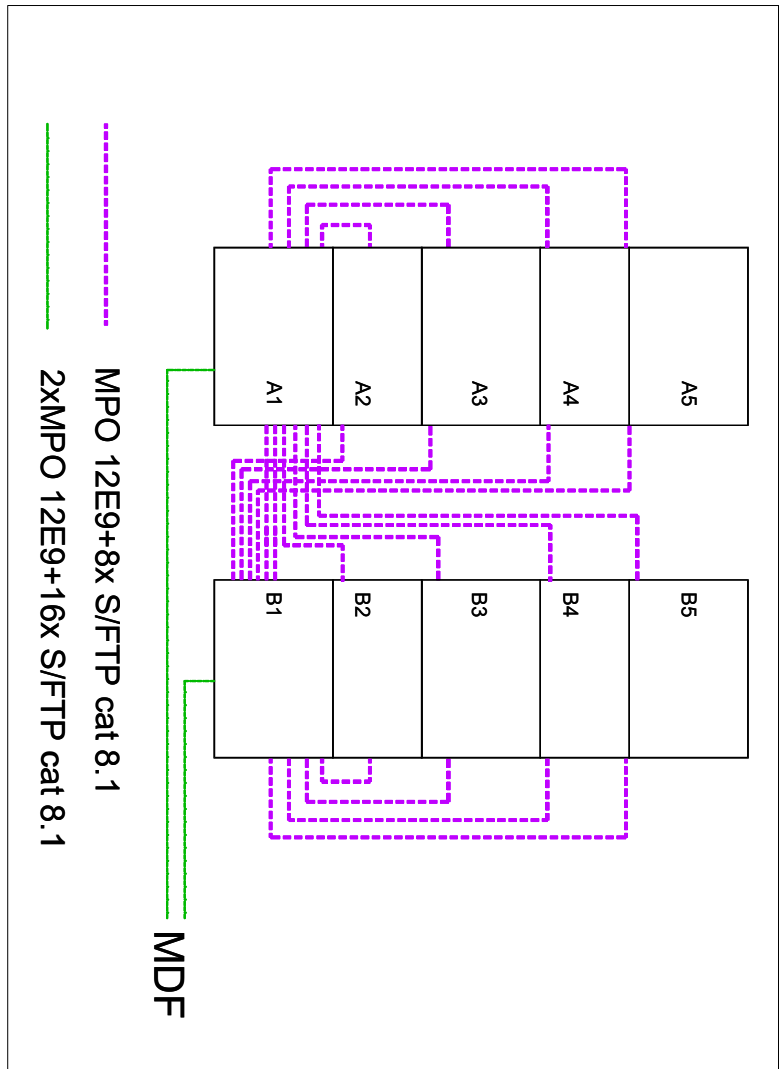 A1
A2
A3
A4
A5
B1
B2
B3
B4
B5
MPO 12E9+8x S/FTP cat 8.1
2xMPO 12E9+16x S/FTP cat 8.1
MDF